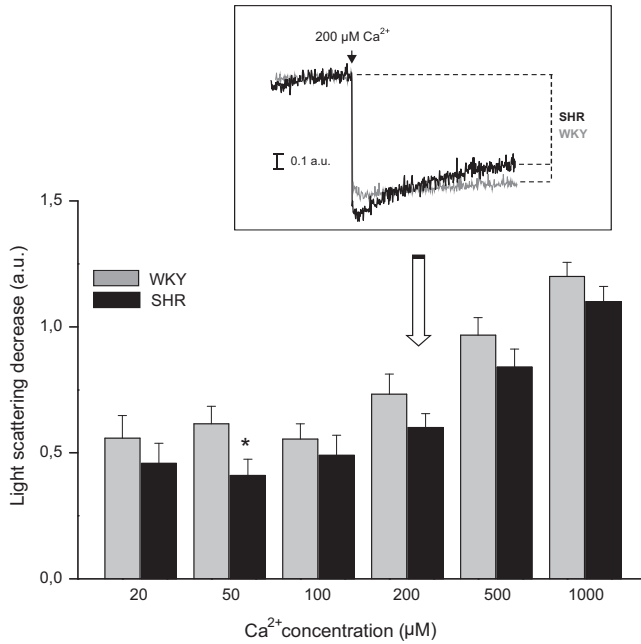 200 µM Ca²⁺
SHR
WKY
0.1 a.u.
1,5
1,0
0,5
0,0
Light scattering decrease (a.u.)
WKY
SHR
*
20 50 100 200 500 1000
Ca²⁺concentration (µM)